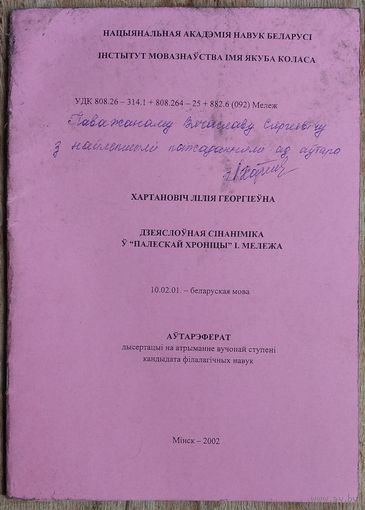 НАЦЫЯНАЛЬНАЯ АКАДЭМІЯ НАВУК БЕЛАРУСІ
ІНСТЫТУТ МОВАЗНАЎСТВА ІМЯ ЯКУБА КОЛАСА
УДК 808.26 – 314.1 + 808.264 – 25 + 882.6 (092) Мележ
Паважанаму Вячаславу Сяргеевічу
з найлепшымі пажаданнямі ад аўтара
ХАРТАНОВІЧ ЛІЛІЯ ГЕОРГІЕЎНА
ДЗЕЯСЛОЎНАЯ СІНАНІМІКА
Ў “ПАЛЕСКАЙ ХРОНІЦЫ” І. МЕЛЕЖА
10.02.01. – беларуская мова
АЎТАРЭФЕРАТ
дысертацыі на атрыманне вучонай ступені
кандыдата філалагічных навук
Мінск – 2002